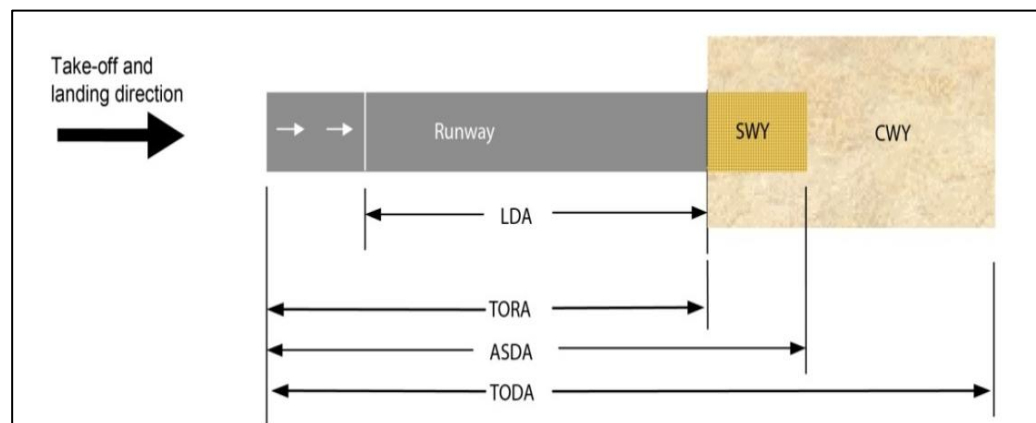 Take-off and
landing direction
Runway
SWY
CWY
LDA
TORA
ASDA
TODA